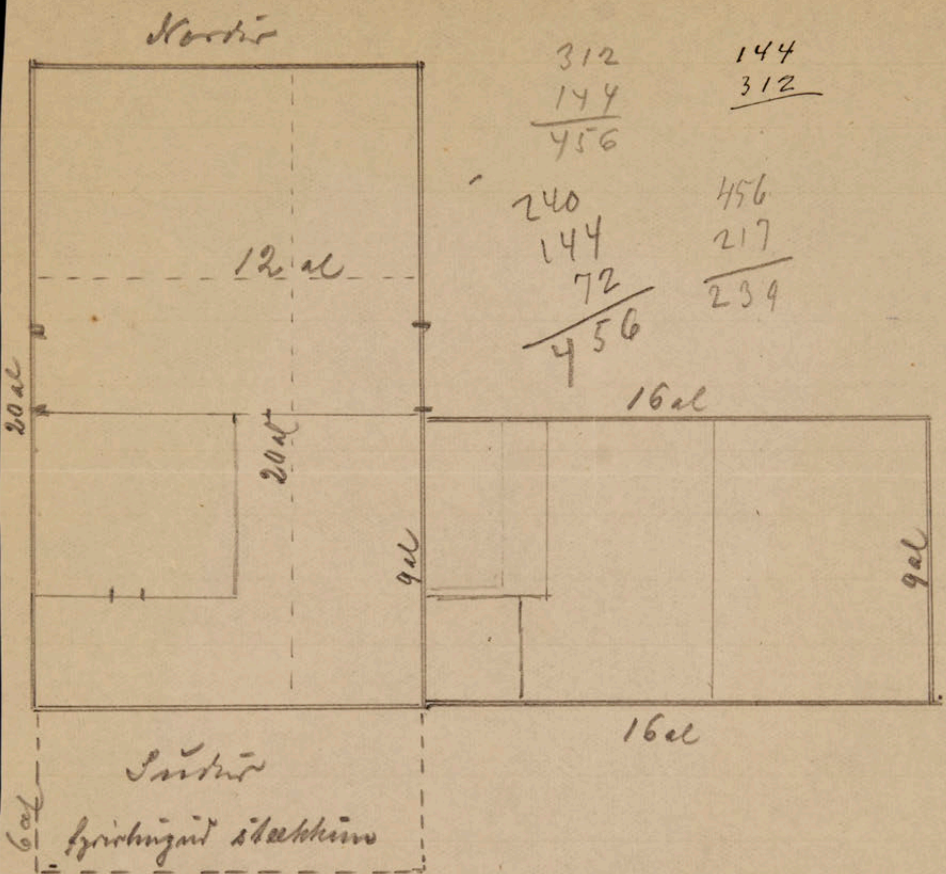 Norður
312
144
456
144
312
240
144
72
456
456
217
239
12 al
20 al
20 al
16 al
9 al
9 al
16 al
Suður
6 al
fyrirhuguð stækkun